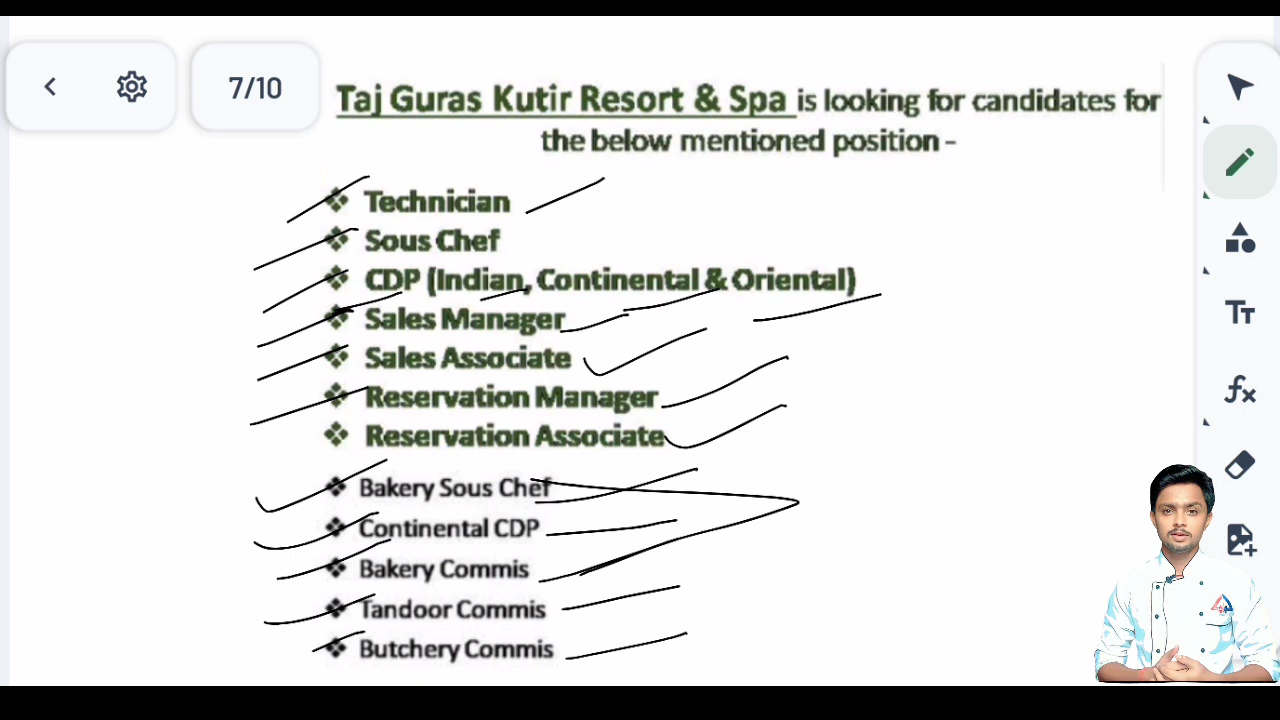 7/10
Taj Guras Kutir Resort & Spa is looking for candidates for
the below mentioned position -
❖ Technician
❖ Sous Chef
❖ CDP (Indian, Continental & Oriental)
❖ Sales Manager
❖ Sales Associate
❖ Reservation Manager
❖ Reservation Associate
❖ Bakery Sous Chef
❖ Continental CDP
❖ Bakery Commis
❖ Tandoor Commis
❖ Butchery Commis
TT
fx